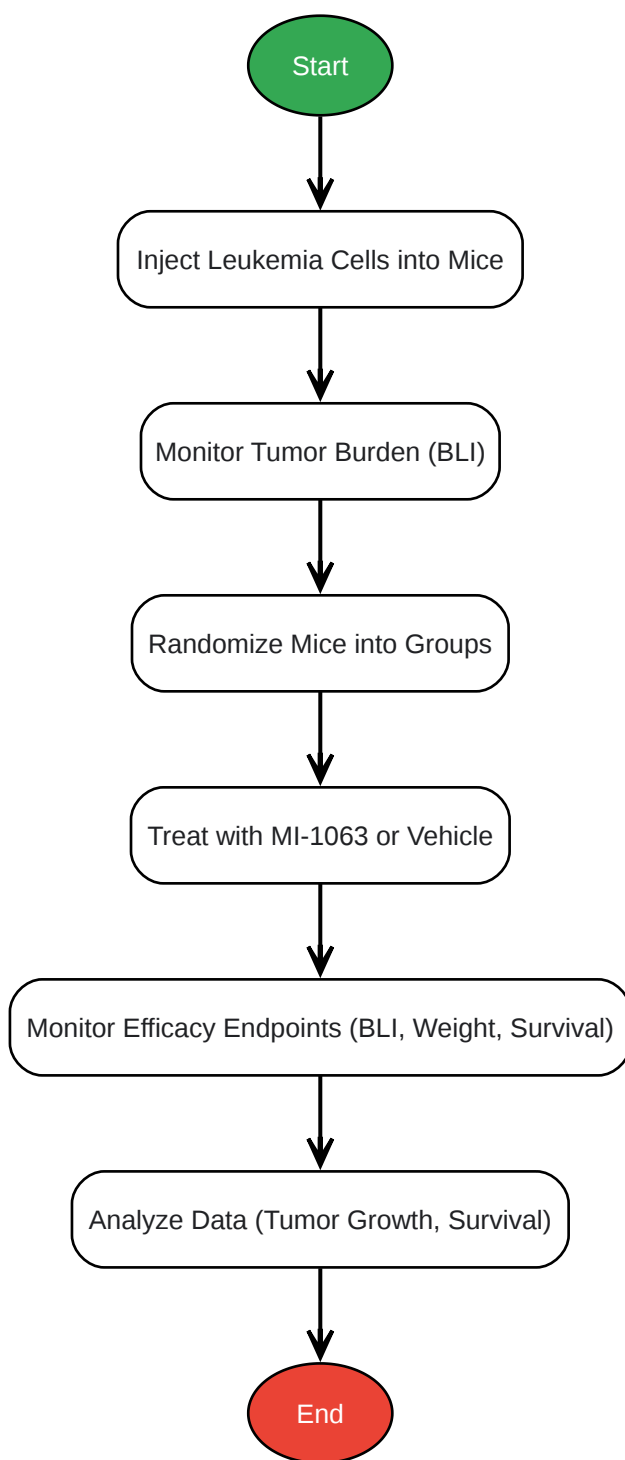 Start
Inject Leukemia Cells into Mice
Monitor Tumor Burden (BLI)
Randomize Mice into Groups
Treat with MI-1063 or Vehicle
Monitor Efficacy Endpoints (BLI, Weight, Survival)
Analyze Data (Tumor Growth, Survival)
End